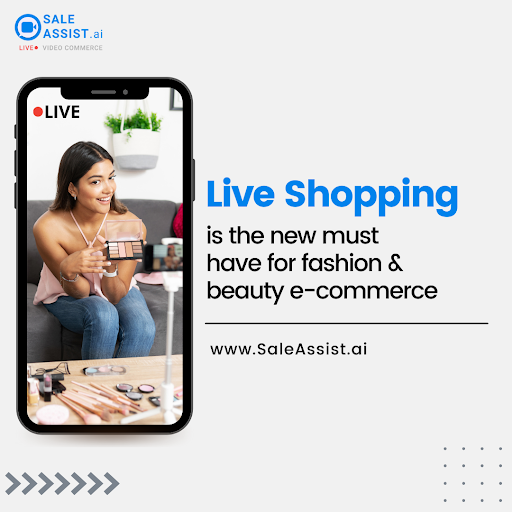 SALE
ASSIST.ai
LIVE VIDEO COMMERCE
LIVE
Live Shopping
is the new must
have for fashion &
beauty e-commerce
www.SaleAssist.ai